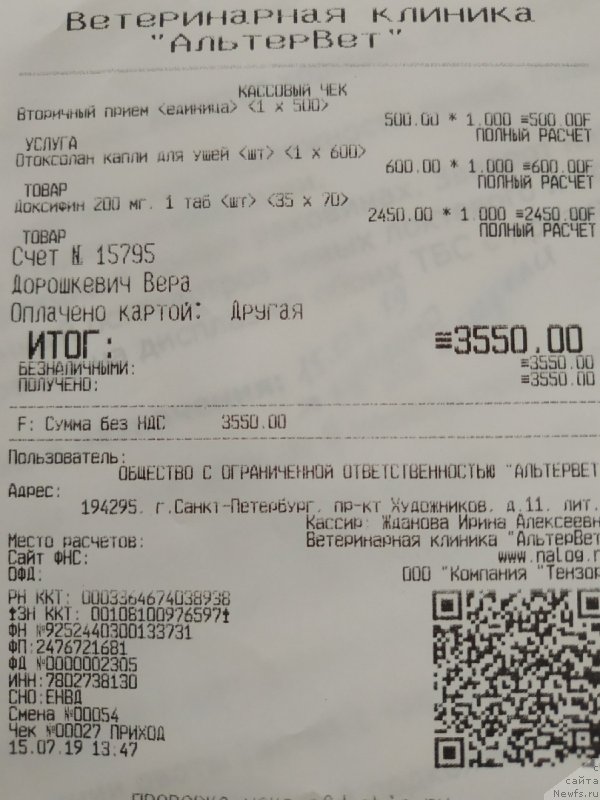 Ветеринарная клиника
"АльтерВет"
КАССОВЫЙ ЧЕК
Вторичный прием <единица> <1 x 500>
500.00 * 1.000 ≡500.00F
ПОЛНЫЙ РАСЧЕТ
УСЛУГА
Отоксолан капли для ушей <шт> <1 x 600>
600.00 * 1.000 ≡600.00F
ПОЛНЫЙ РАСЧЕТ
ТОВАР
Доксифин 200 мг. 1 таб <шт> <35 x 70>
2450.00 * 1.000 ≡2450.00F
ПОЛНЫЙ РАСЧЕТ
ТОВАР
Счет № 15795
Дорошкевич Вера
Оплачено картой: Другая
ИТОГ: ≡3550.00
БЕЗНАЛИЧНЫМИ: ≡3550.00
ПОЛУЧЕНО: ≡3550.00
F: Сумма без НДС 3550.00
Пользователь:
ОБЩЕСТВО С ОГРАНИЧЕННОЙ ОТВЕТСТВЕННОСТЬЮ "АЛЬТЕРВЕТ
Адрес:
194295, г.Санкт-Петербург, пр-кт Художников, д.11, лит.
Кассир: Жданова Ирина Алексеевн
Место расчетов: Ветеринарная клиника "АльтерВет
Сайт ФНС: www.nalog.r
ОФД: ООО "Компания "Тензор
РН ККТ: 0003364674038938
ЗН ККТ: 00108100976597
ФН №9252440300133731
ФП:2476721681
ФД №0000002305
ИНН:7802738130
СНО:ЕНВД
Смена №00054
Чек №00027 ПРИХОД
15.07.19 13:47
с
сайта
Newfs.ru